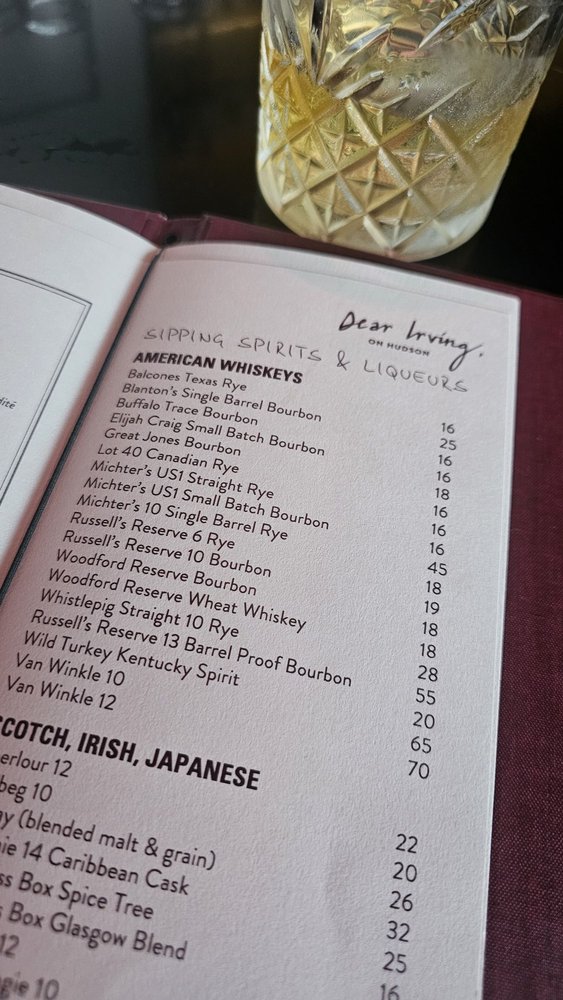 Dear Irving.
ON HUDSON
SIPPING SPIRITS & LIQUEURS
AMERICAN WHISKEYS
Balcones Texas Rye 16
Blanton's Single Barrel Bourbon 25
Buffalo Trace Bourbon 16
Elijah Craig Small Batch Bourbon 16
Great Jones Bourbon 18
Lot 40 Canadian Rye 16
Michter's US1 Straight Rye 16
Michter's US1 Small Batch Bourbon 16
Michter's 10 Single Barrel Rye 45
Russell's Reserve 6 Rye 18
Russell's Reserve 10 Bourbon 19
Woodford Reserve Bourbon 18
Woodford Reserve Wheat Whiskey 18
Whistlepig Straight 10 Rye 28
Russell's Reserve 13 Barrel Proof Bourbon 55
Wild Turkey Kentucky Spirit 20
Van Winkle 10 65
Van Winkle 12 70
SCOTCH, IRISH, JAPANESE
12 22
10 20
(blended malt & grain) 26
14 Caribbean Cask 32
Box Spice Tree 25
Box Glasgow Blend 16
12
10